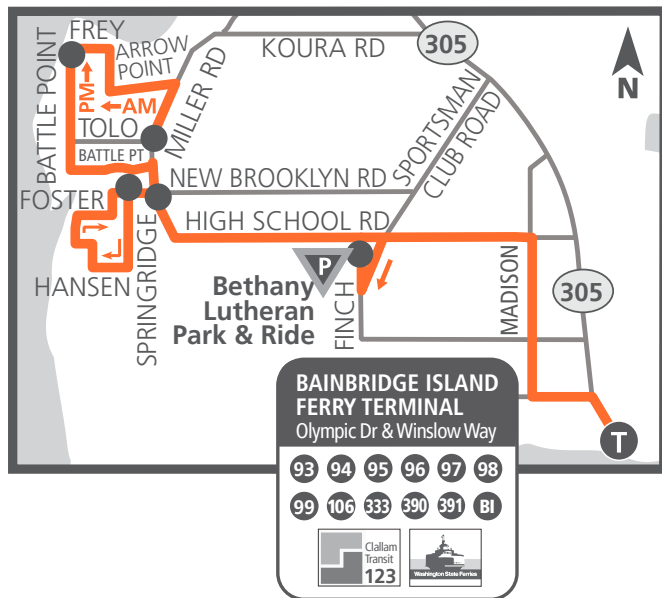 FREY
ARROW
POINT
KOURA RD
305
N
BATTLE POINT
PM
AM
MILLER RD
TOLO
BATTLE PT
SPORTSMAN
CLUB ROAD
NEW BROOKLYN RD
FOSTER
HIGH SCHOOL RD
HANSEN
SPRINGRIDGE
P
Bethany
Lutheran
Park & Ride
FINCH
MADISON
305
T
BAINBRIDGE ISLAND
FERRY TERMINAL
Olympic Dr & Winslow Way
93 94 95 96 97 98
99 106 333 390 391 BI
Clallam
Transit
123
Washington State Ferries